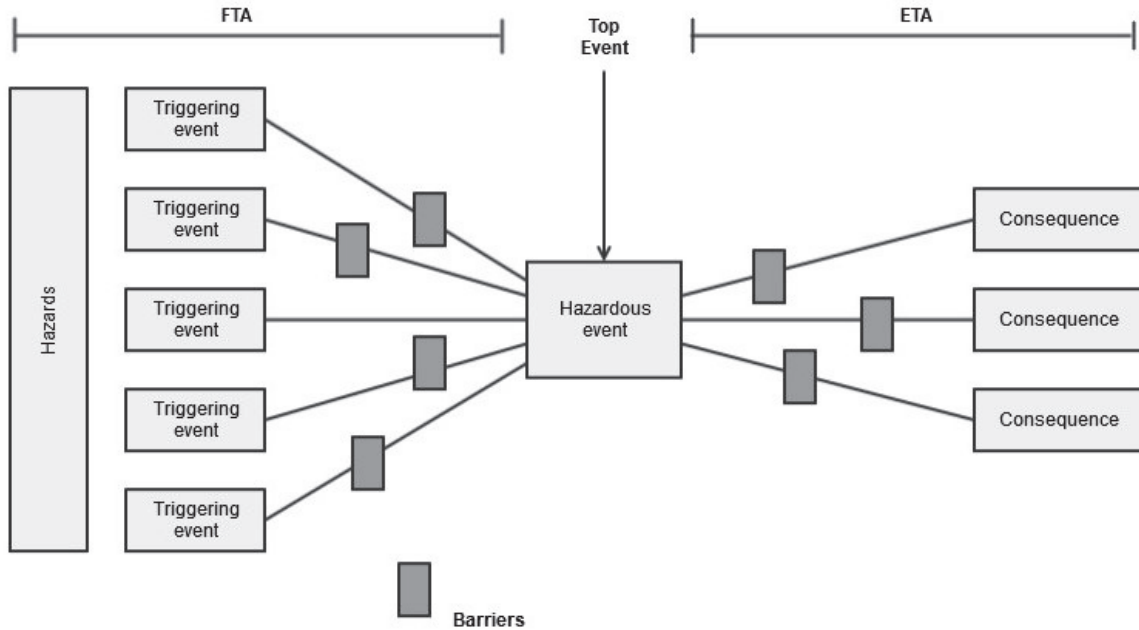 FTA
Top
Event
ETA
Hazards
Triggering
event
Triggering
event
Triggering
event
Triggering
event
Triggering
event
Hazardous
event
Consequence
Consequence
Consequence
Barriers